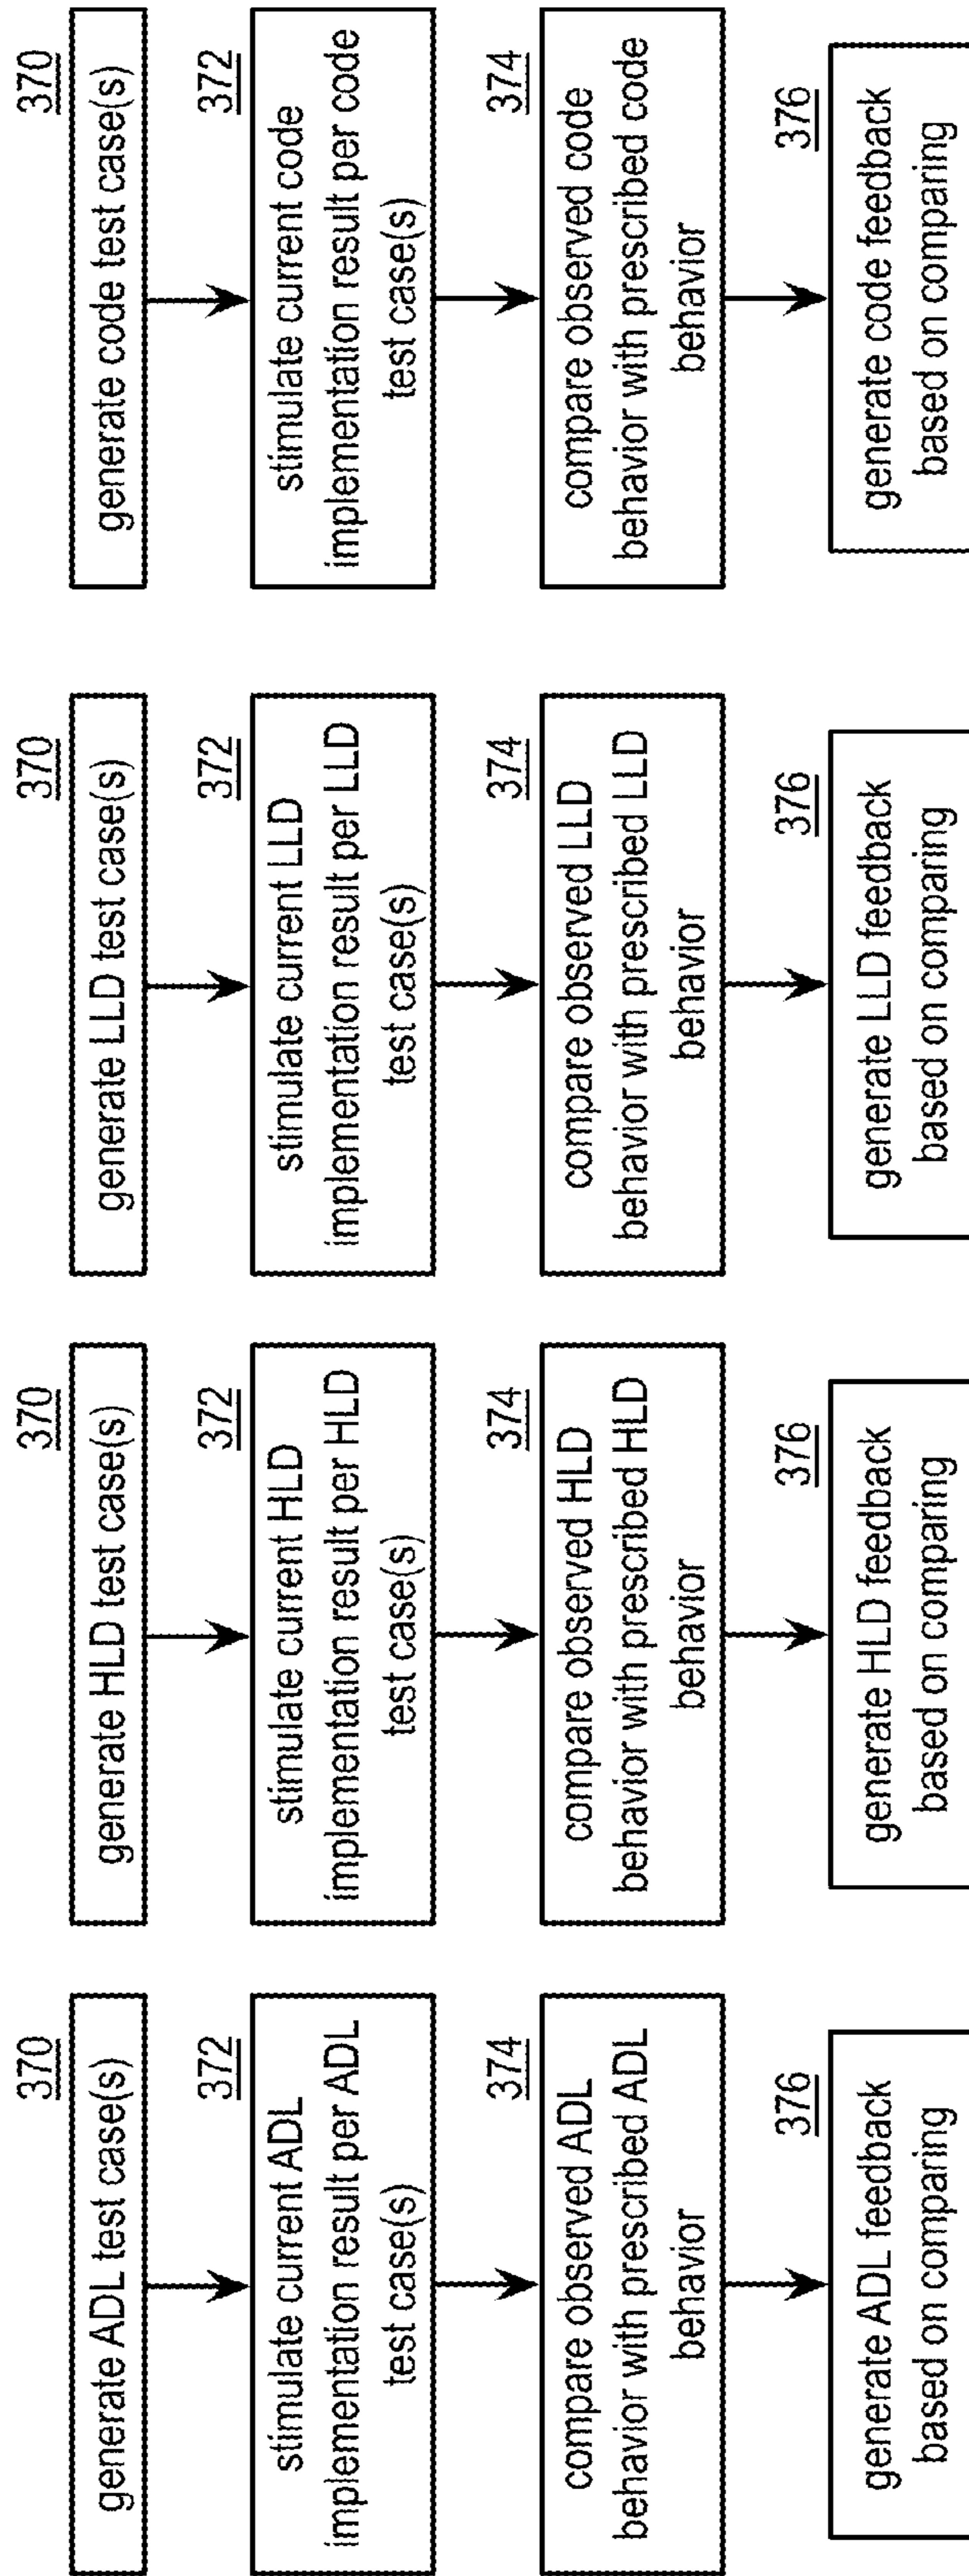 370
generate ADL test case(s)
372
stimulate current ADL
implementation result per ADL
test case(s)
374
compare observed ADL
behavior with prescribed ADL
behavior
376
generate ADL feedback
based on comparing
370
generate HLD test case(s)
372
stimulate current HLD
implementation result per HLD
test case(s)
374
compare observed HLD
behavior with prescribed HLD
behavior
376
generate HLD feedback
based on comparing
370
generate LLD test case(s)
372
stimulate current LLD
implementation result per LLD
test case(s)
374
compare observed LLD
behavior with prescribed LLD
behavior
376
generate LLD feedback
based on comparing
370
generate code test case(s)
372
stimulate current code
implementation result per code
test case(s)
374
compare observed code
behavior with prescribed code
behavior
376
generate code feedback
based on comparing